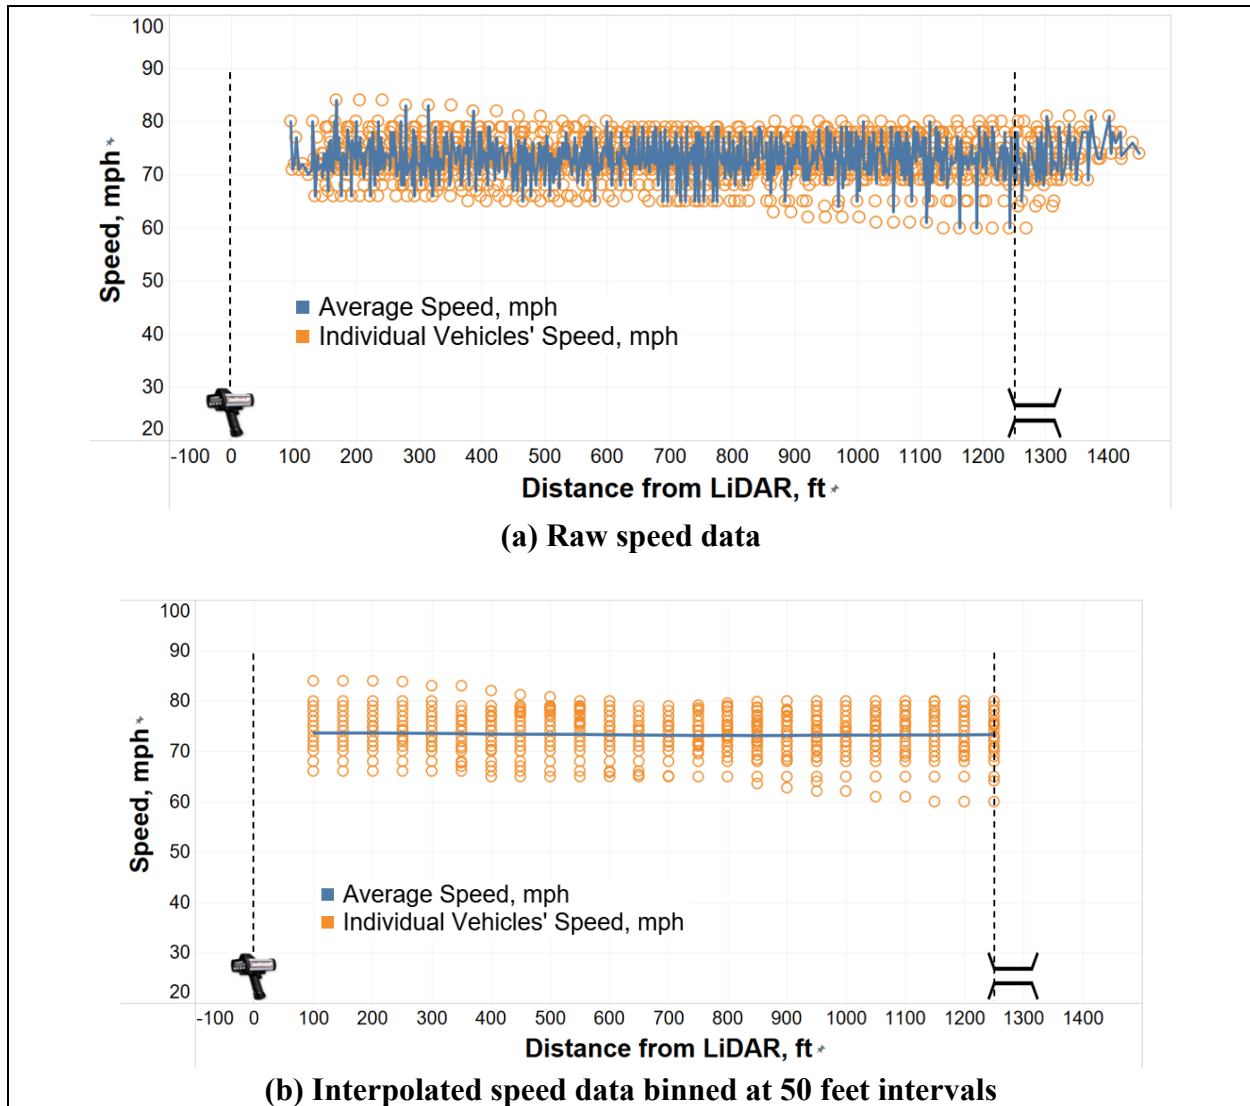 100
90
80
70
60
50
40
30
20
Speed, mph
Average Speed, mph
Individual Vehicles' Speed, mph
-100 0 100 200 300 400 500 600 700 800 900 1000 1100 1200 1300 1400
Distance from LiDAR, ft
(a) Raw speed data
100
90
80
70
60
50
40
30
20
Speed, mph
Average Speed, mph
Individual Vehicles' Speed, mph
-100 0 100 200 300 400 500 600 700 800 900 1000 1100 1200 1300 1400
Distance from LiDAR, ft
(b) Interpolated speed data binned at 50 feet intervals